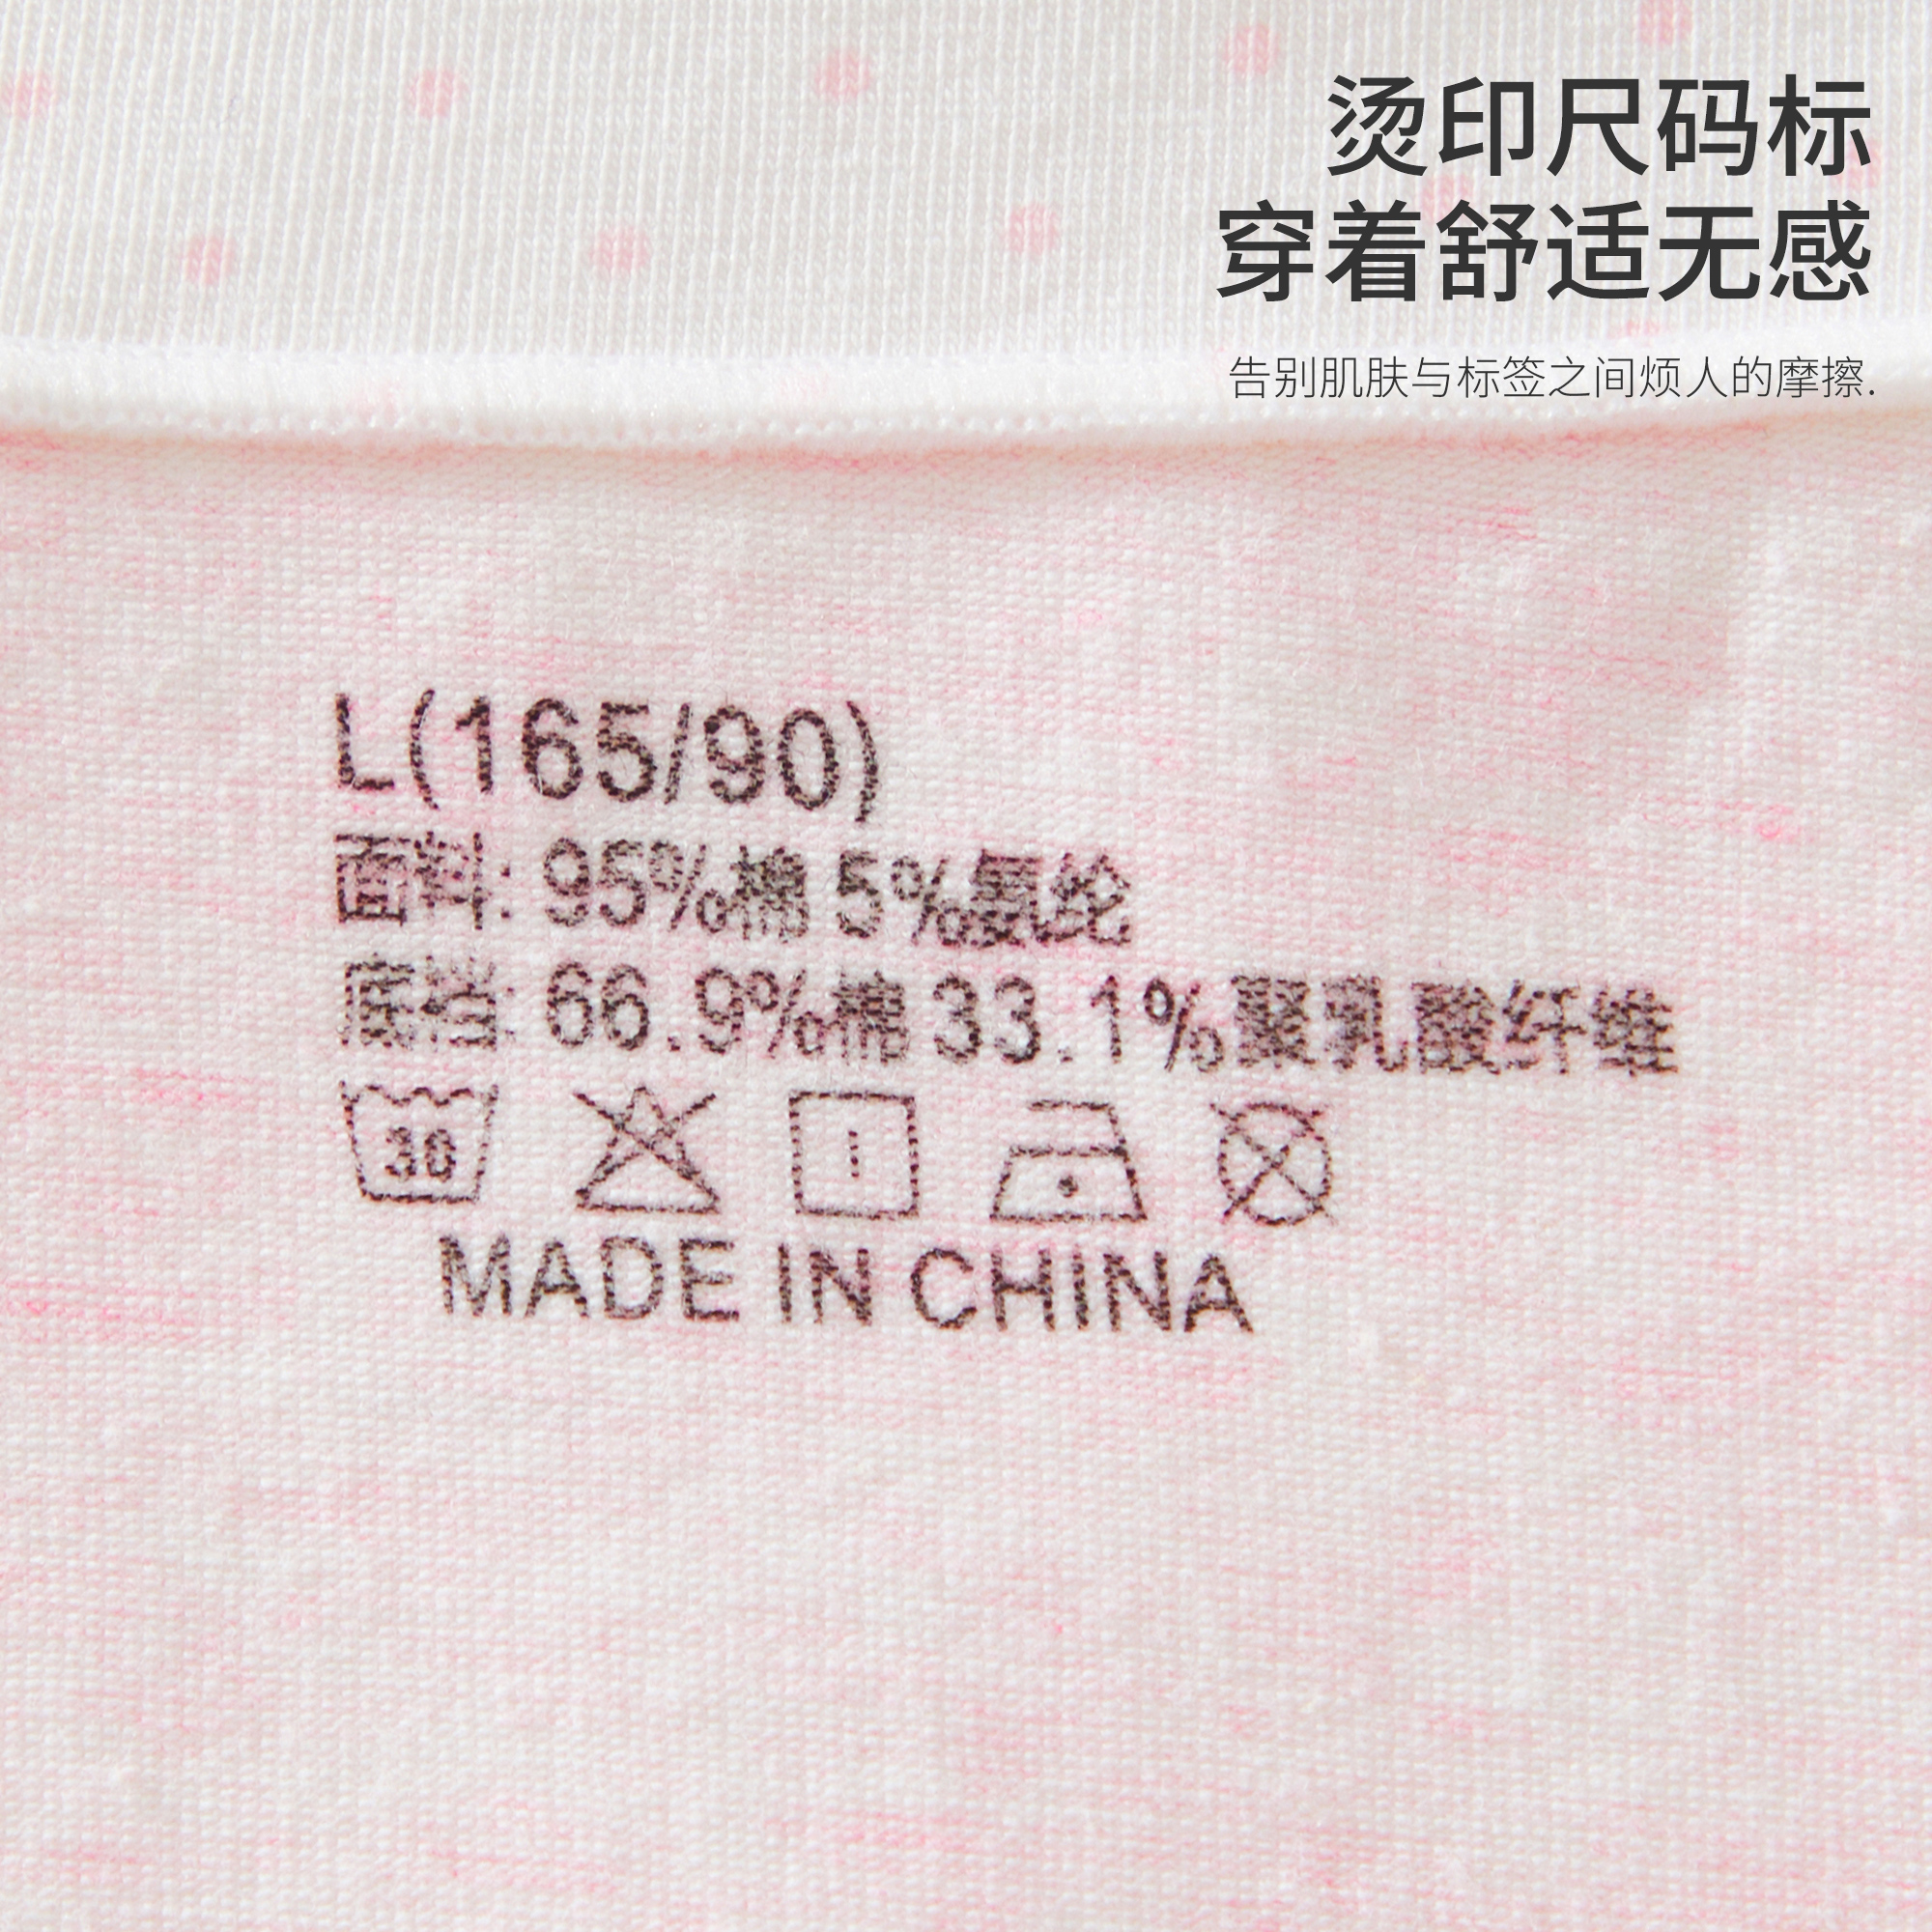 烫印尺码标
穿着舒适无感
告别肌肤与标签之间烦人的摩擦.
L(165/90)
面料: 95%棉 5%氨纶
底裆: 66.9%棉 33.1%聚乳酸纤维
30
MADE IN CHINA